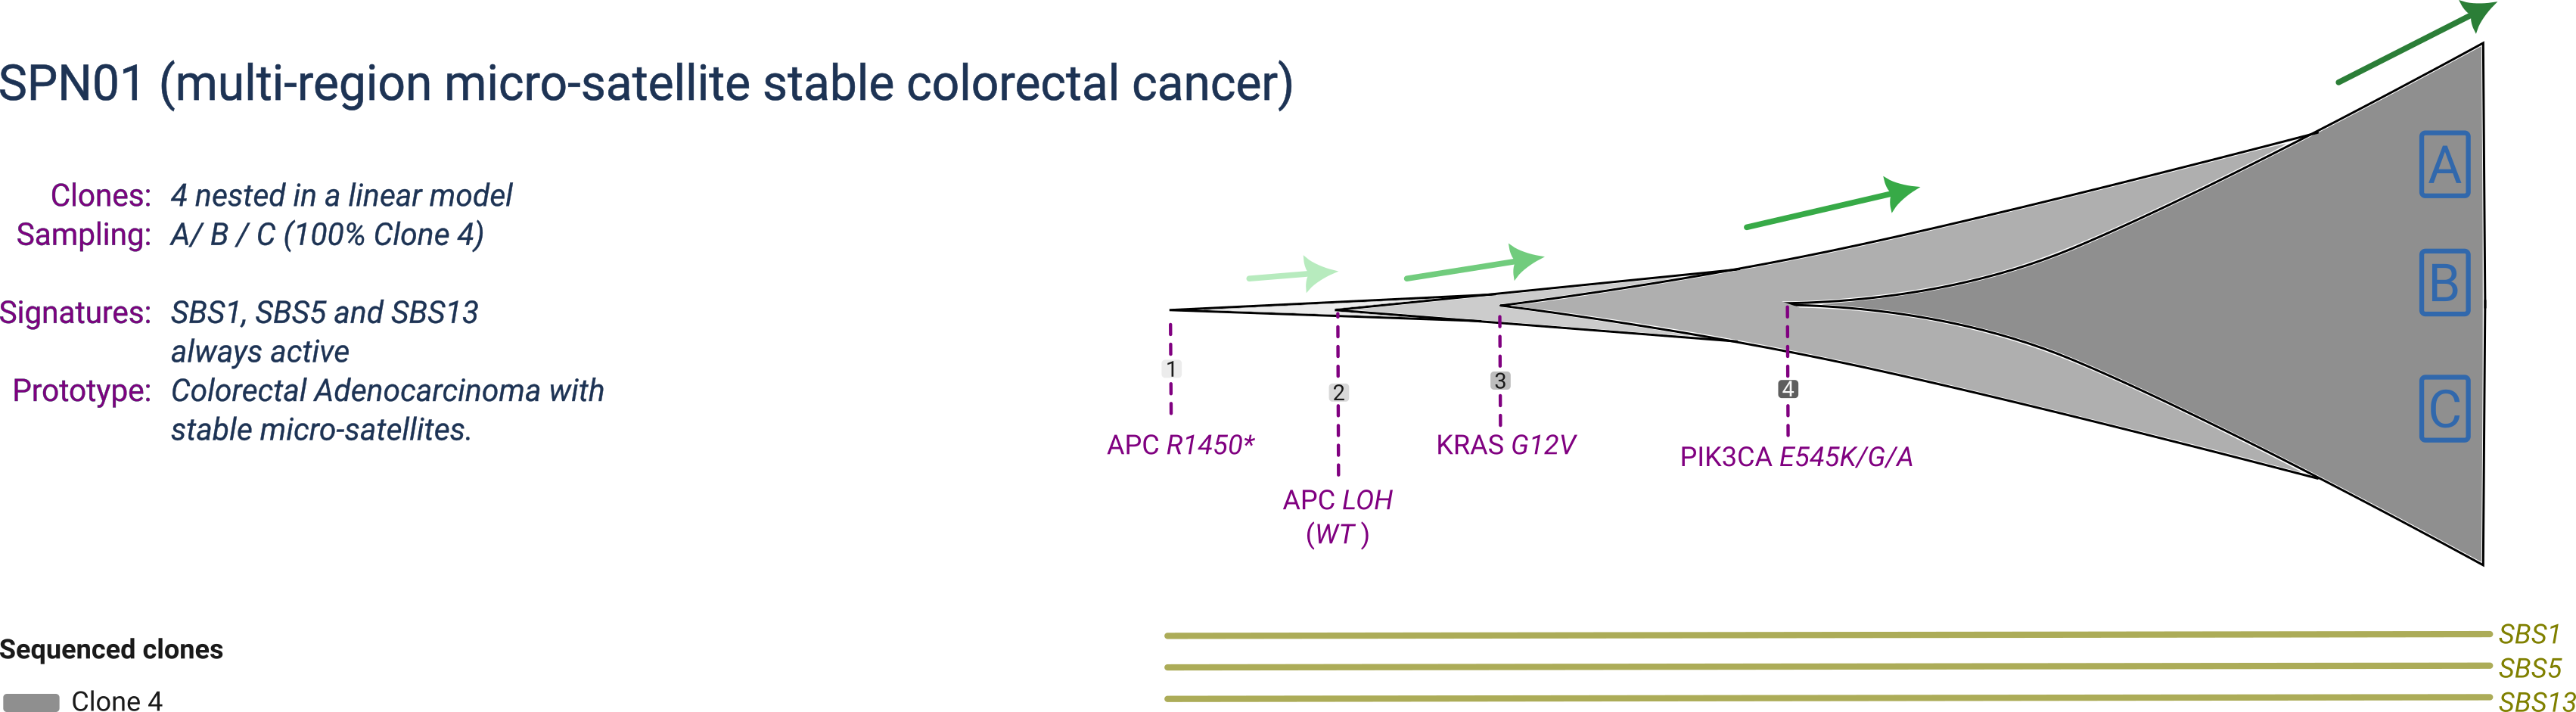 SPN01 (multi-region micro-satellite stable colorectal cancer)
Clones: 4 nested in a linear model
Sampling: A/ B / C (100% Clone 4)
Signatures: SBS1, SBS5 and SBS13
always active
Prototype: Colorectal Adenocarcinoma with
stable micro-satellites.
A
B
C
1
2
3
4
APC R1450*
KRAS G12V
PIK3CA E545K/G/A
APC LOH
(WT )
Sequenced clones
Clone 4
SBS1
SBS5
SBS13